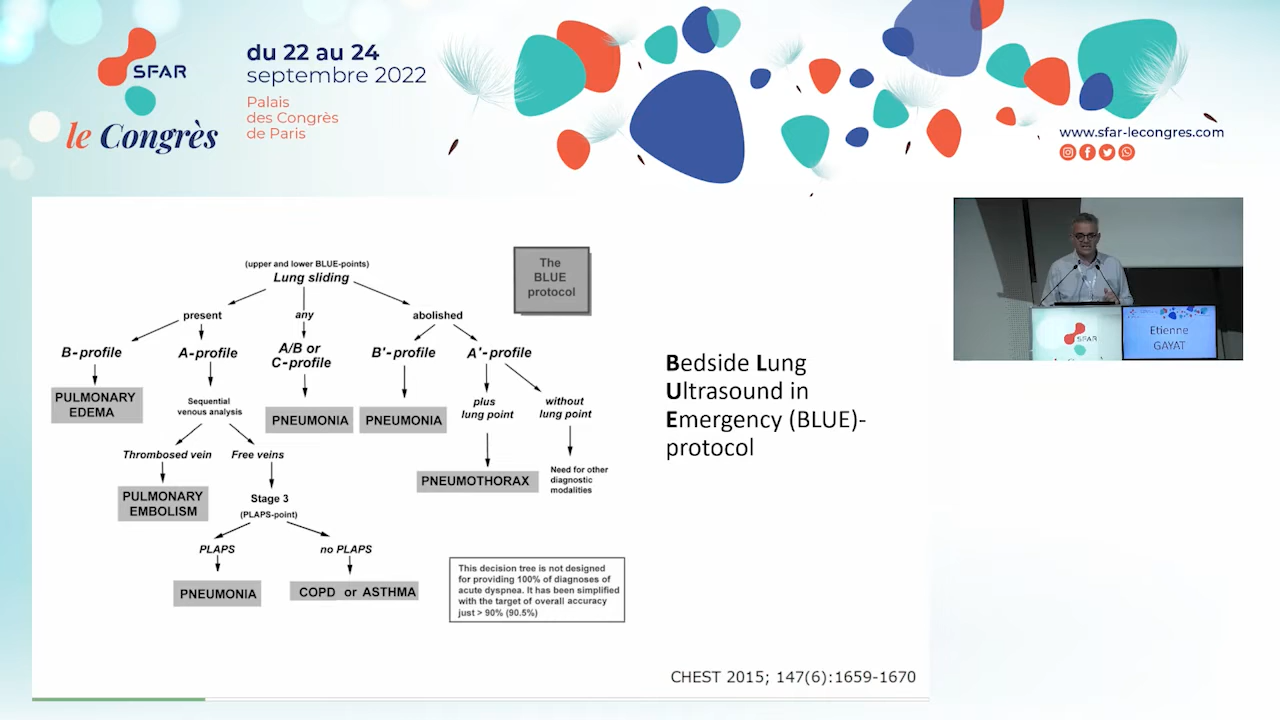 SFAR
le Congrès
du 22 au 24
septembre 2022
Palais
des Congrès
de Paris
www.sfar-lecongres.com
(upper and lower BLUE-points)
Lung sliding
The
BLUE
protocol
present
any
abolished
B-profile
A-profile
A/B or
C-profile
B'-profile
A'-profile
PULMONARY
EDEMA
Sequential
venous analysis
PNEUMONIA
PNEUMONIA
plus
lung point
without
lung point
Thrombosed vein
Free veins
PNEUMOTHORAX
Need for other
diagnostic
modalities
PULMONARY
EMBOLISM
Stage 3
(PLAPS-point)
PLAPS
no PLAPS
PNEUMONIA
COPD or ASTHMA
This decision tree is not designed
for providing 100% of diagnoses of
acute dyspnea. It has been simplified
with the target of overall accuracy
just > 90% (90.5%)
Bedside Lung
Ultrasound in
Emergency (BLUE)-
protocol
CHEST 2015; 147(6):1659-1670
SFAR
Etienne
GAYAT